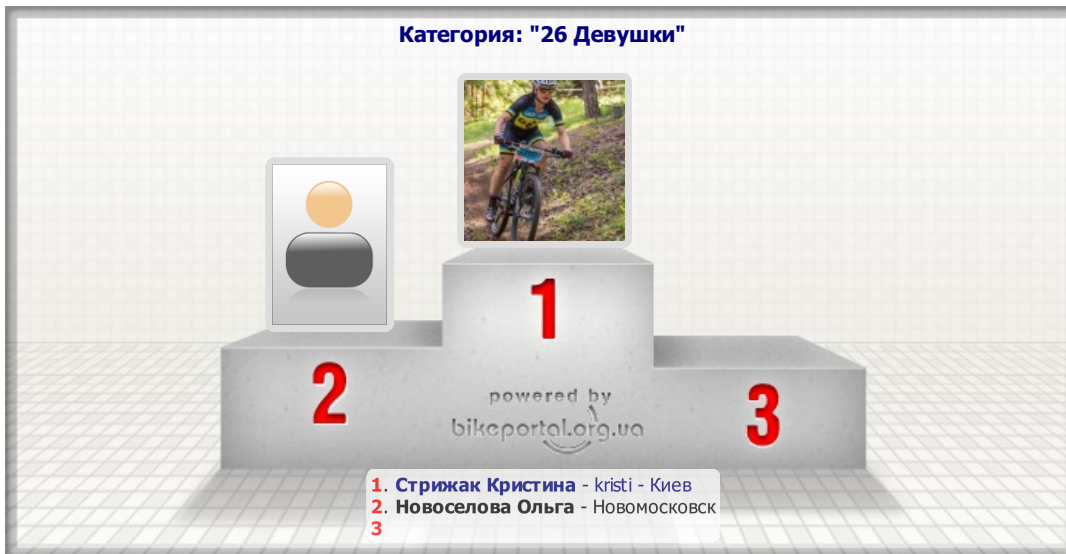 Категория: "26 Девушки"
1
2
3
powered by
bikeportal.org.ua
1. Стрижак Кристина - kristi - Киев
2. Новоселова Ольга - Новомосковск
3